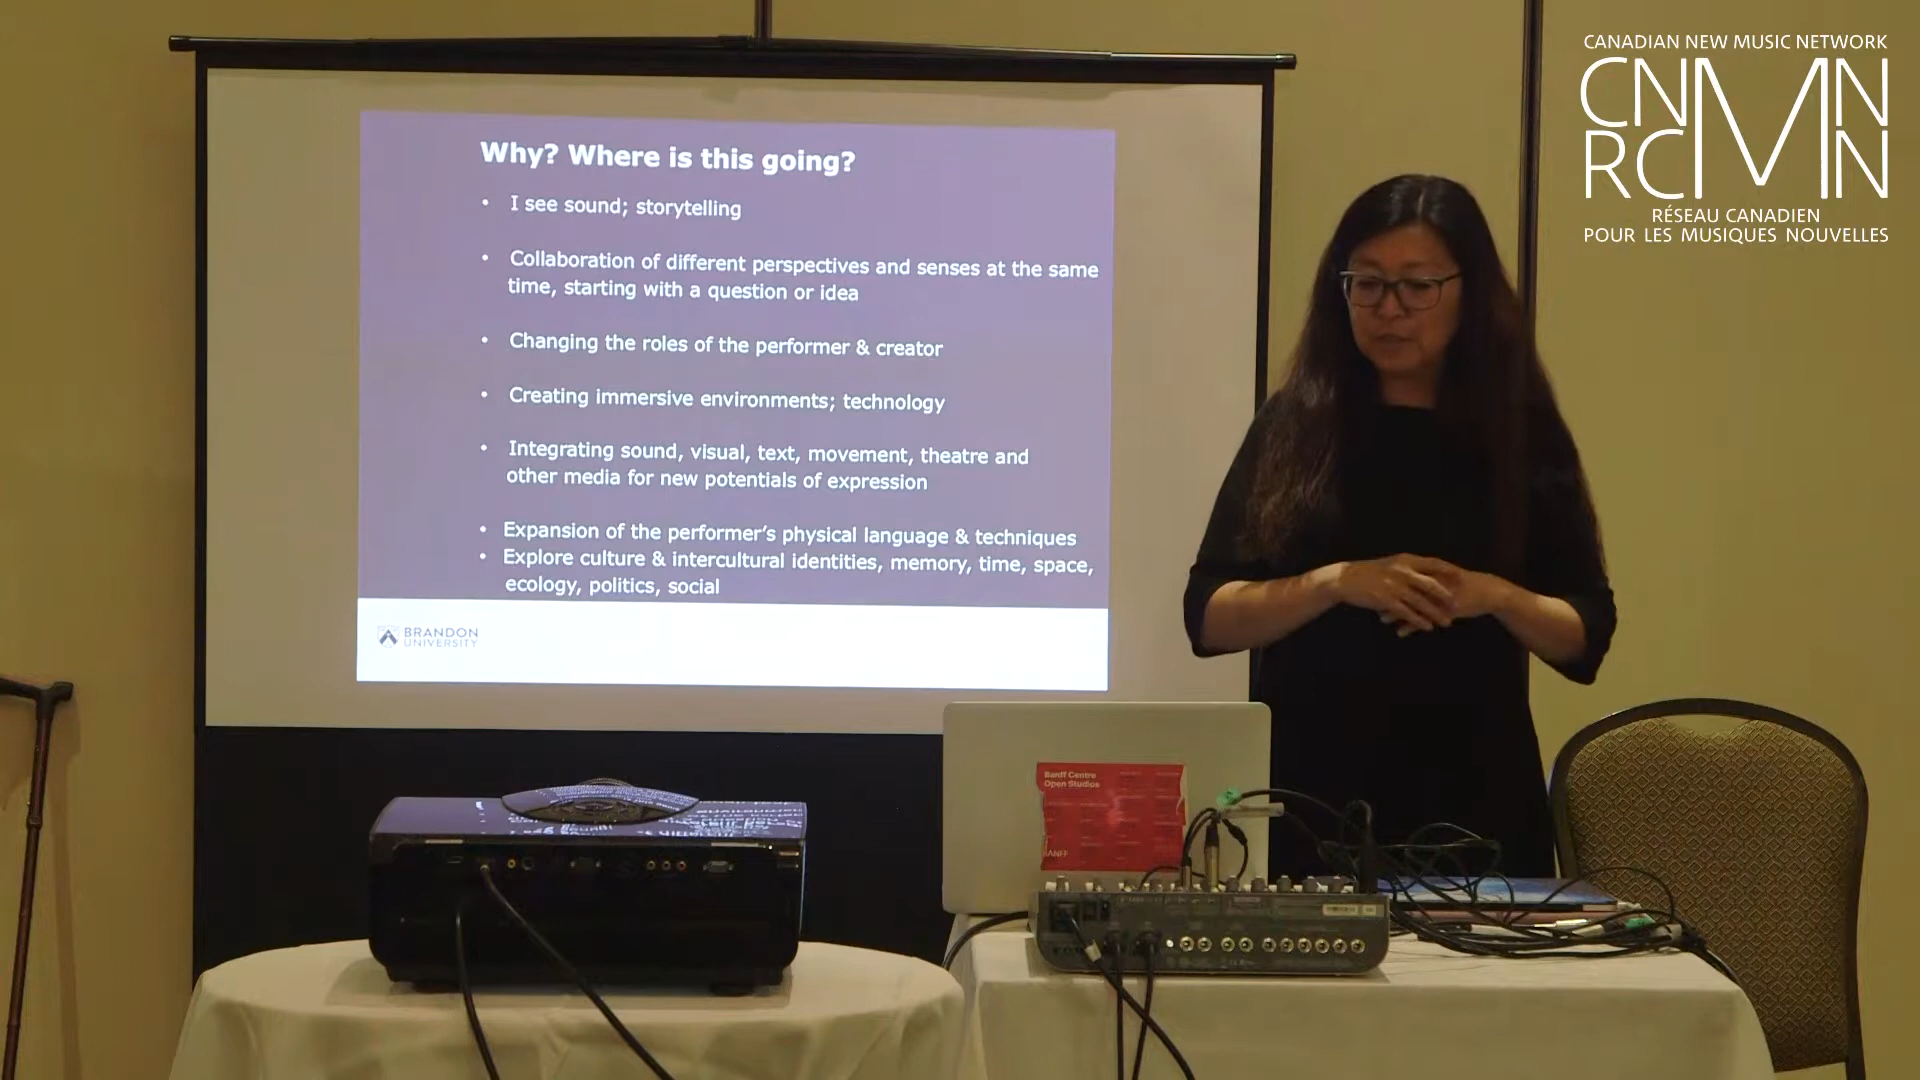 CANADIAN NEW MUSIC NETWORK
CNMN
RCMN
RÉSEAU CANADIEN
POUR LES MUSIQUES NOUVELLES
Why? Where is this going?
• I see sound; storytelling
• Collaboration of different perspectives and senses at the same
time, starting with a question or idea
• Changing the roles of the performer & creator
• Creating immersive environments; technology
• Integrating sound, visual, text, movement, theatre and
other media for new potentials of expression
• Expansion of the performer's physical language & techniques
• Explore culture & intercultural identities, memory, time, space,
ecology, politics, social
BRANDON
UNIVERSITY
Banff Centre
Open Studios
BANFF